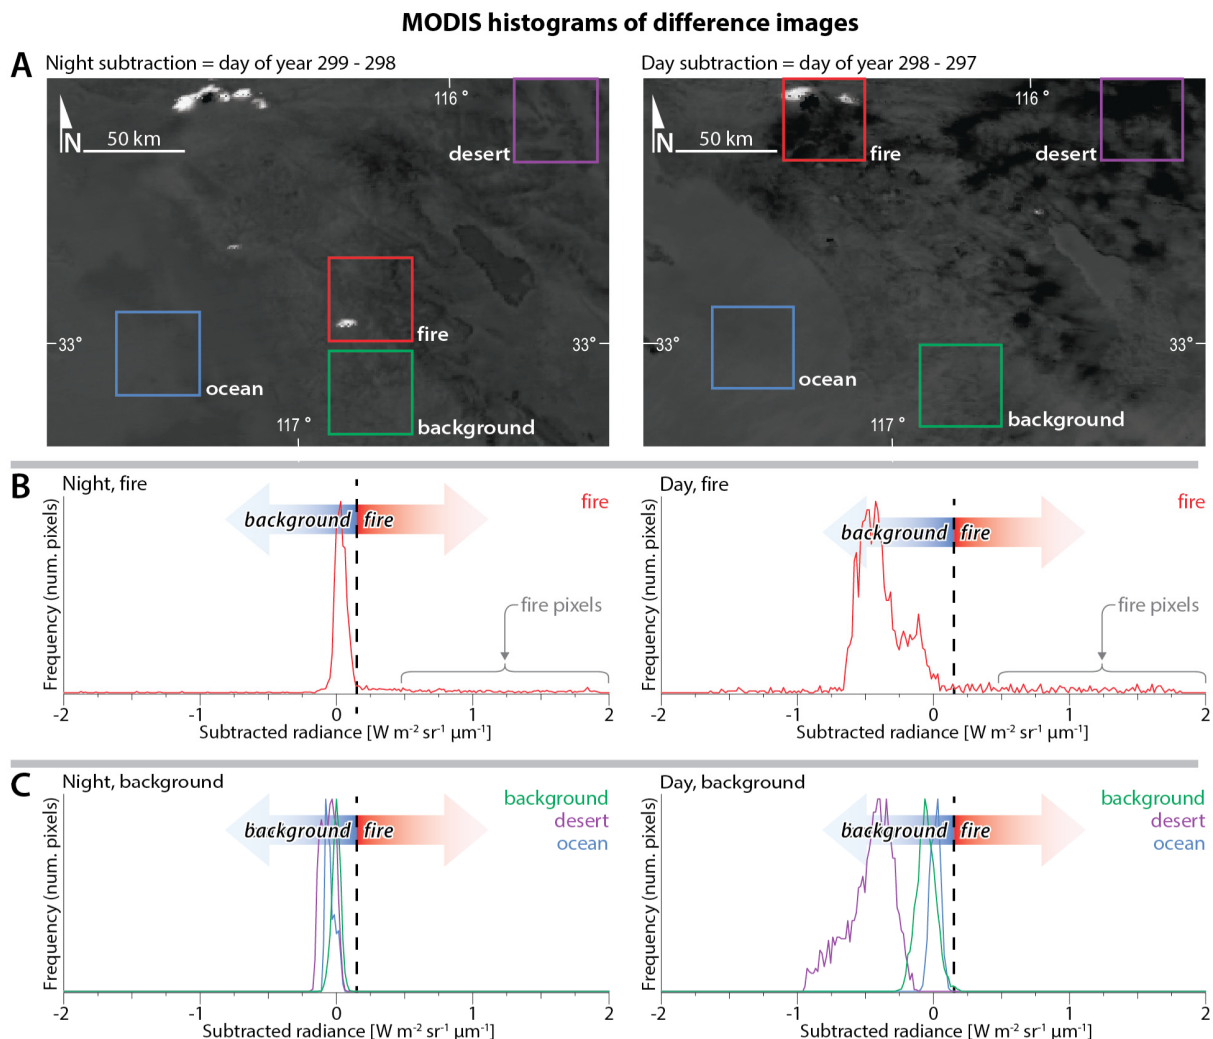 MODIS histograms of difference images
A
Night subtraction = day of year 299 - 298
Day subtraction = day of year 298 - 297
N
50 km
116 °
desert
fire
33°
33°
ocean
117 °
background
N
50 km
116 °
fire
desert
33°
33°
ocean
117 °
background
B
Night, fire
fire
background
fire
fire pixels
Frequency (num. pixels)
-2
-1
0
1
2
Subtracted radiance [W m-2 sr-1 µm-1]
Day, fire
fire
background
fire
fire pixels
Frequency (num. pixels)
-2
-1
0
1
2
Subtracted radiance [W m-2 sr-1 µm-1]
C
Night, background
background
desert
ocean
background
fire
Frequency (num. pixels)
-2
-1
0
1
2
Subtracted radiance [W m-2 sr-1 µm-1]
Day, background
background
desert
ocean
background
fire
Frequency (num. pixels)
-2
-1
0
1
2
Subtracted radiance [W m-2 sr-1 µm-1]